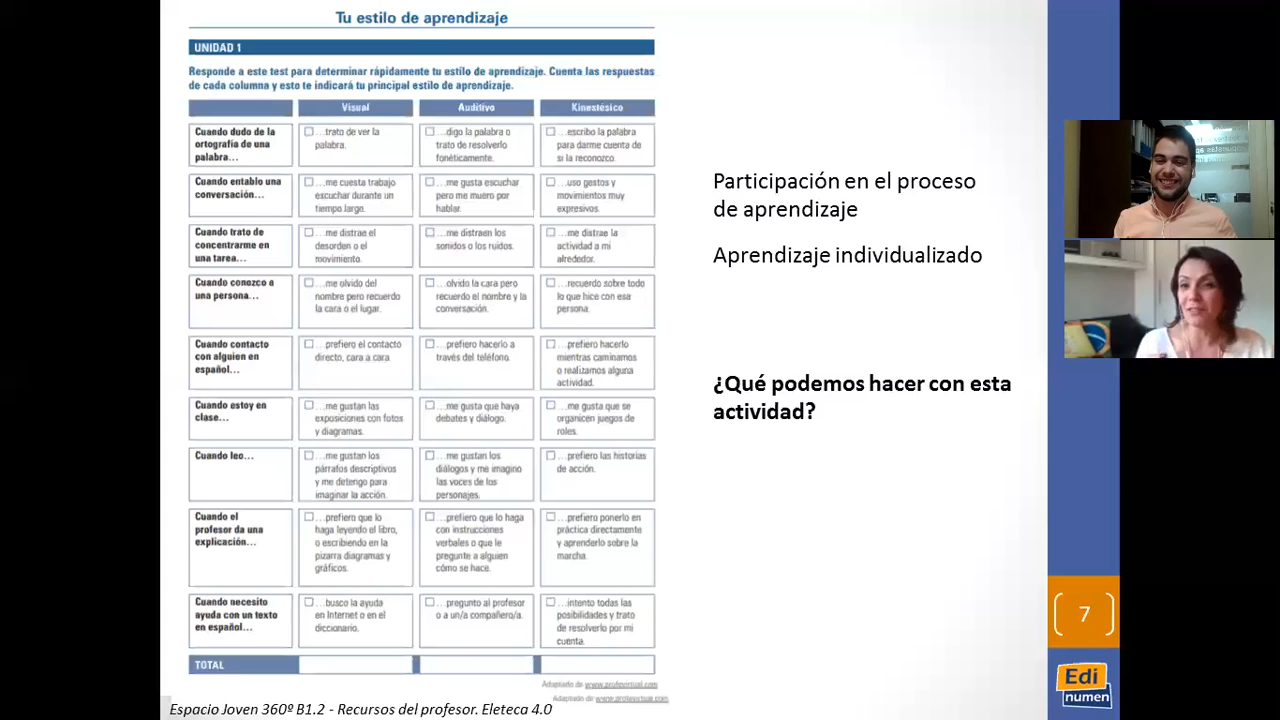 Tu estilo de aprendizaje
UNIDAD 1
Responde a este test para determinar rápidamente tu estilo de aprendizaje. Cuenta las respuestas
de cada columna y esto te indicará tu principal estilo de aprendizaje.
Visual
Auditivo
Kinestésico
Cuando dudo de la
ortografía de una
palabra...
...trato de ver la
palabra.
...digo la palabra o
trato de resolverlo
fonéticamente.
...escribo la palabra
para darme cuenta de
si la reconozco.
Cuando entablo una
conversación...
...me cuesta trabajo
escuchar durante un
tiempo largo.
...me gusta escuchar
pero me muero por
hablar.
...uso gestos y
movimientos muy
expresivos.
Cuando trato de
concentrarme en
una tarea...
...me distrae el
desorden o el
movimiento.
...me distraen los
sonidos o los ruidos.
...me distrae la
actividad a mi
alrededor.
Cuando conozco a
una persona...
...me olvido del
nombre pero recuerdo
la cara o el lugar.
...olvido la cara pero
recuerdo el nombre y la
conversación.
...recuerdo sobre todo
lo que hice con esa
persona.
Cuando contacto
con alguien en
español...
...prefiero el contacto
directo, cara a cara
...prefiero hacerlo a
través del teléfono.
...prefiero hacerlo
mientras caminamos
o realizamos alguna
actividad.
Cuando estoy en
clase...
...me gustan las
exposiciones con fotos
y diagramas.
...me gusta que haya
debates y diálogo.
...me gusta que se
organicen juegos de
roles.
Cuando leo...
...me gustan los
párrafos descriptivos
y me detengo para
imaginar la acción.
...me gustan los
diálogos y me imagino
las voces de los
personajes.
...prefiero las historias
de acción.
Cuando el
profesor da una
explicación...
...prefiero que lo
haga leyendo el libro,
o escribiendo en la
pizarra diagramas y
gráficos.
...prefiero que lo haga
con instrucciones
verbales o que le
pregunte a alguien
cómo se hace.
...prefiero ponerlo en
práctica directamente
y aprenderlo sobre la
marcha.
Cuando necesito
ayuda con un texto
en español...
...busco la ayuda
en Internet o en el
diccionario.
...pregunto al profesor
o a un/a compañero/a.
...intento todas las
posibilidades y trato
de resolverlo por mi
cuenta.
TOTAL
Adaptado de
Adaptado de
Espacio Joven 360º B1.2 - Recursos del profesor. Eleteca 4.0
Participación en el proceso
de aprendizaje
Aprendizaje individualizado
¿Qué podemos hacer con esta
actividad?
7
Edi
numen